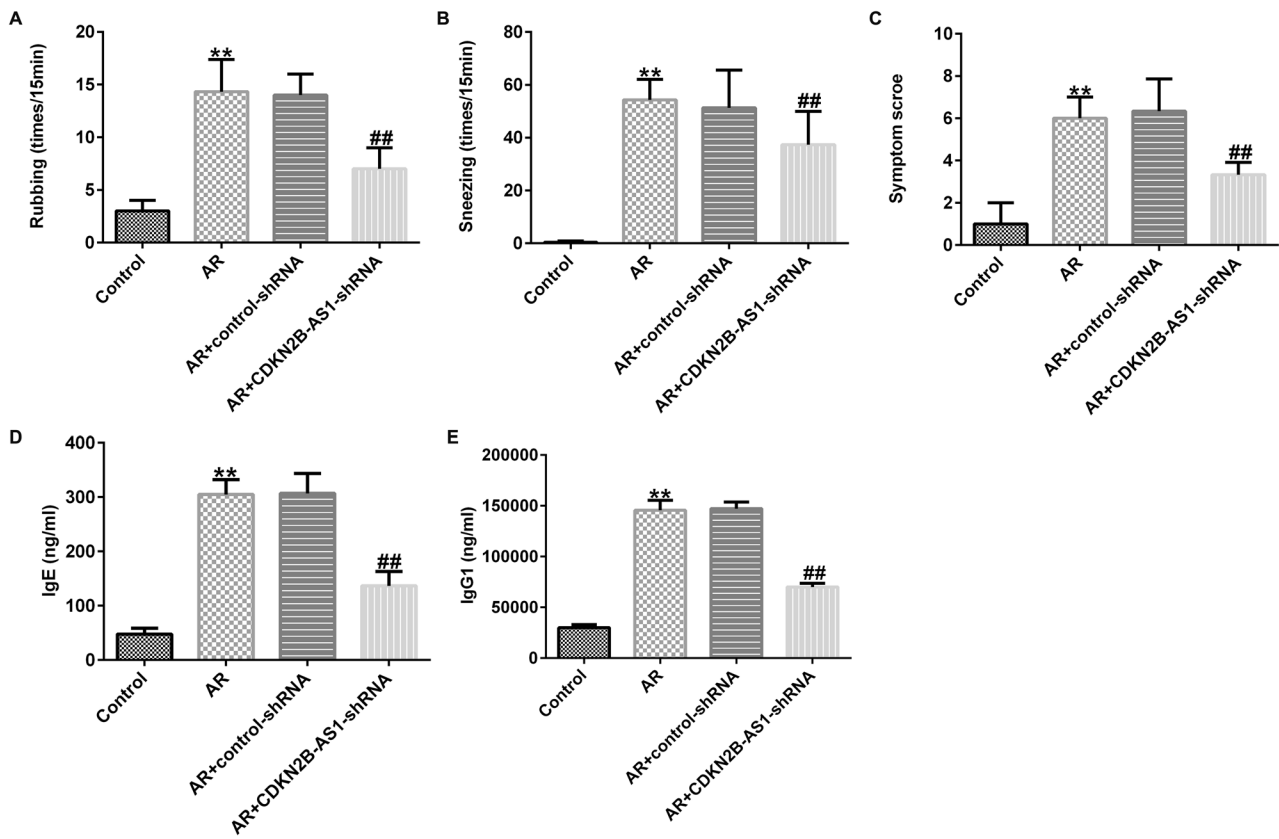 A
Rubbing (times/15min)
20
15
10
5
0
**
##
Control
AR
AR+control-shRNA
AR+CDKN2B-AS1-shRNA
B
Sneezing (times/15min)
80
60
40
20
0
**
##
Control
AR
AR+control-shRNA
AR+CDKN2B-AS1-shRNA
C
Symptom scroe
10
8
6
4
2
0
**
##
Control
AR
AR+control-shRNA
AR+CDKN2B-AS1-shRNA
D
IgE (ng/ml)
400
300
200
100
0
**
##
Control
AR
AR+control-shRNA
AR+CDKN2B-AS1-shRNA
E
IgG1 (ng/ml)
200000
150000
100000
50000
0
**
##
Control
AR
AR+control-shRNA
AR+CDKN2B-AS1-shRNA